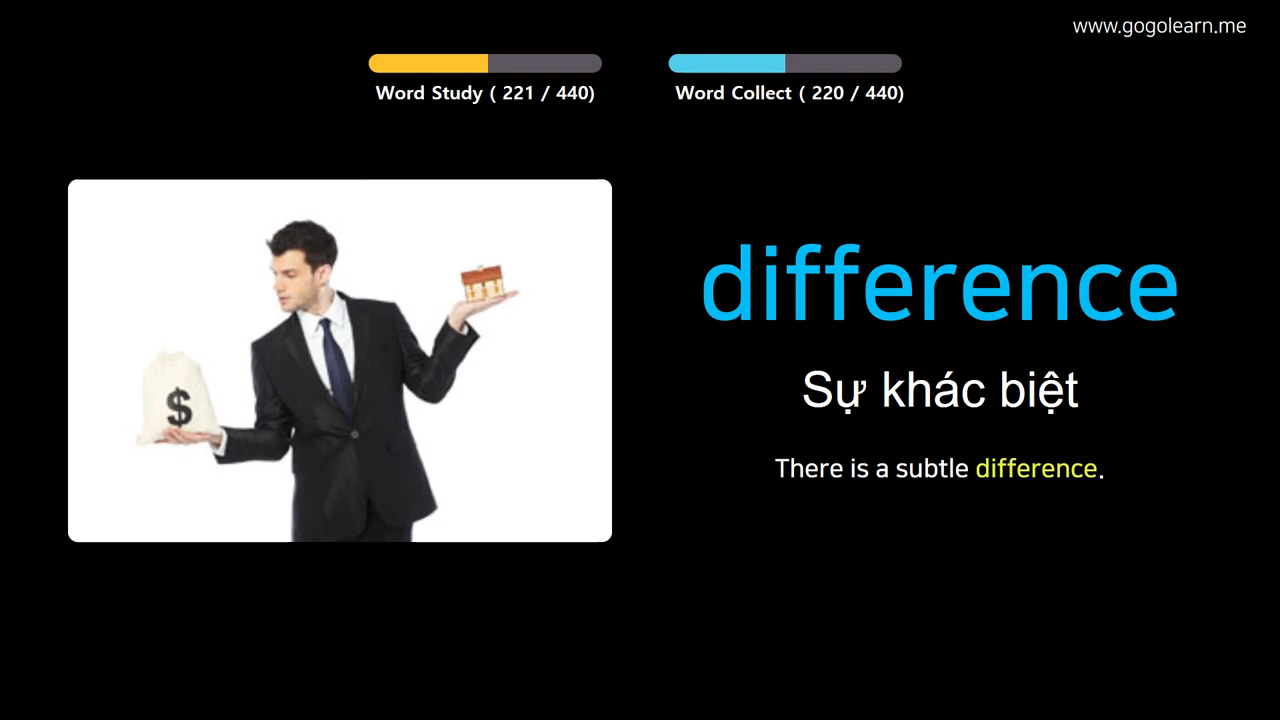 www.gogolearn.me
Word Study ( 221 / 440)
Word Collect ( 220 / 440)
$
difference
Sự khác biệt
There is a subtle difference.